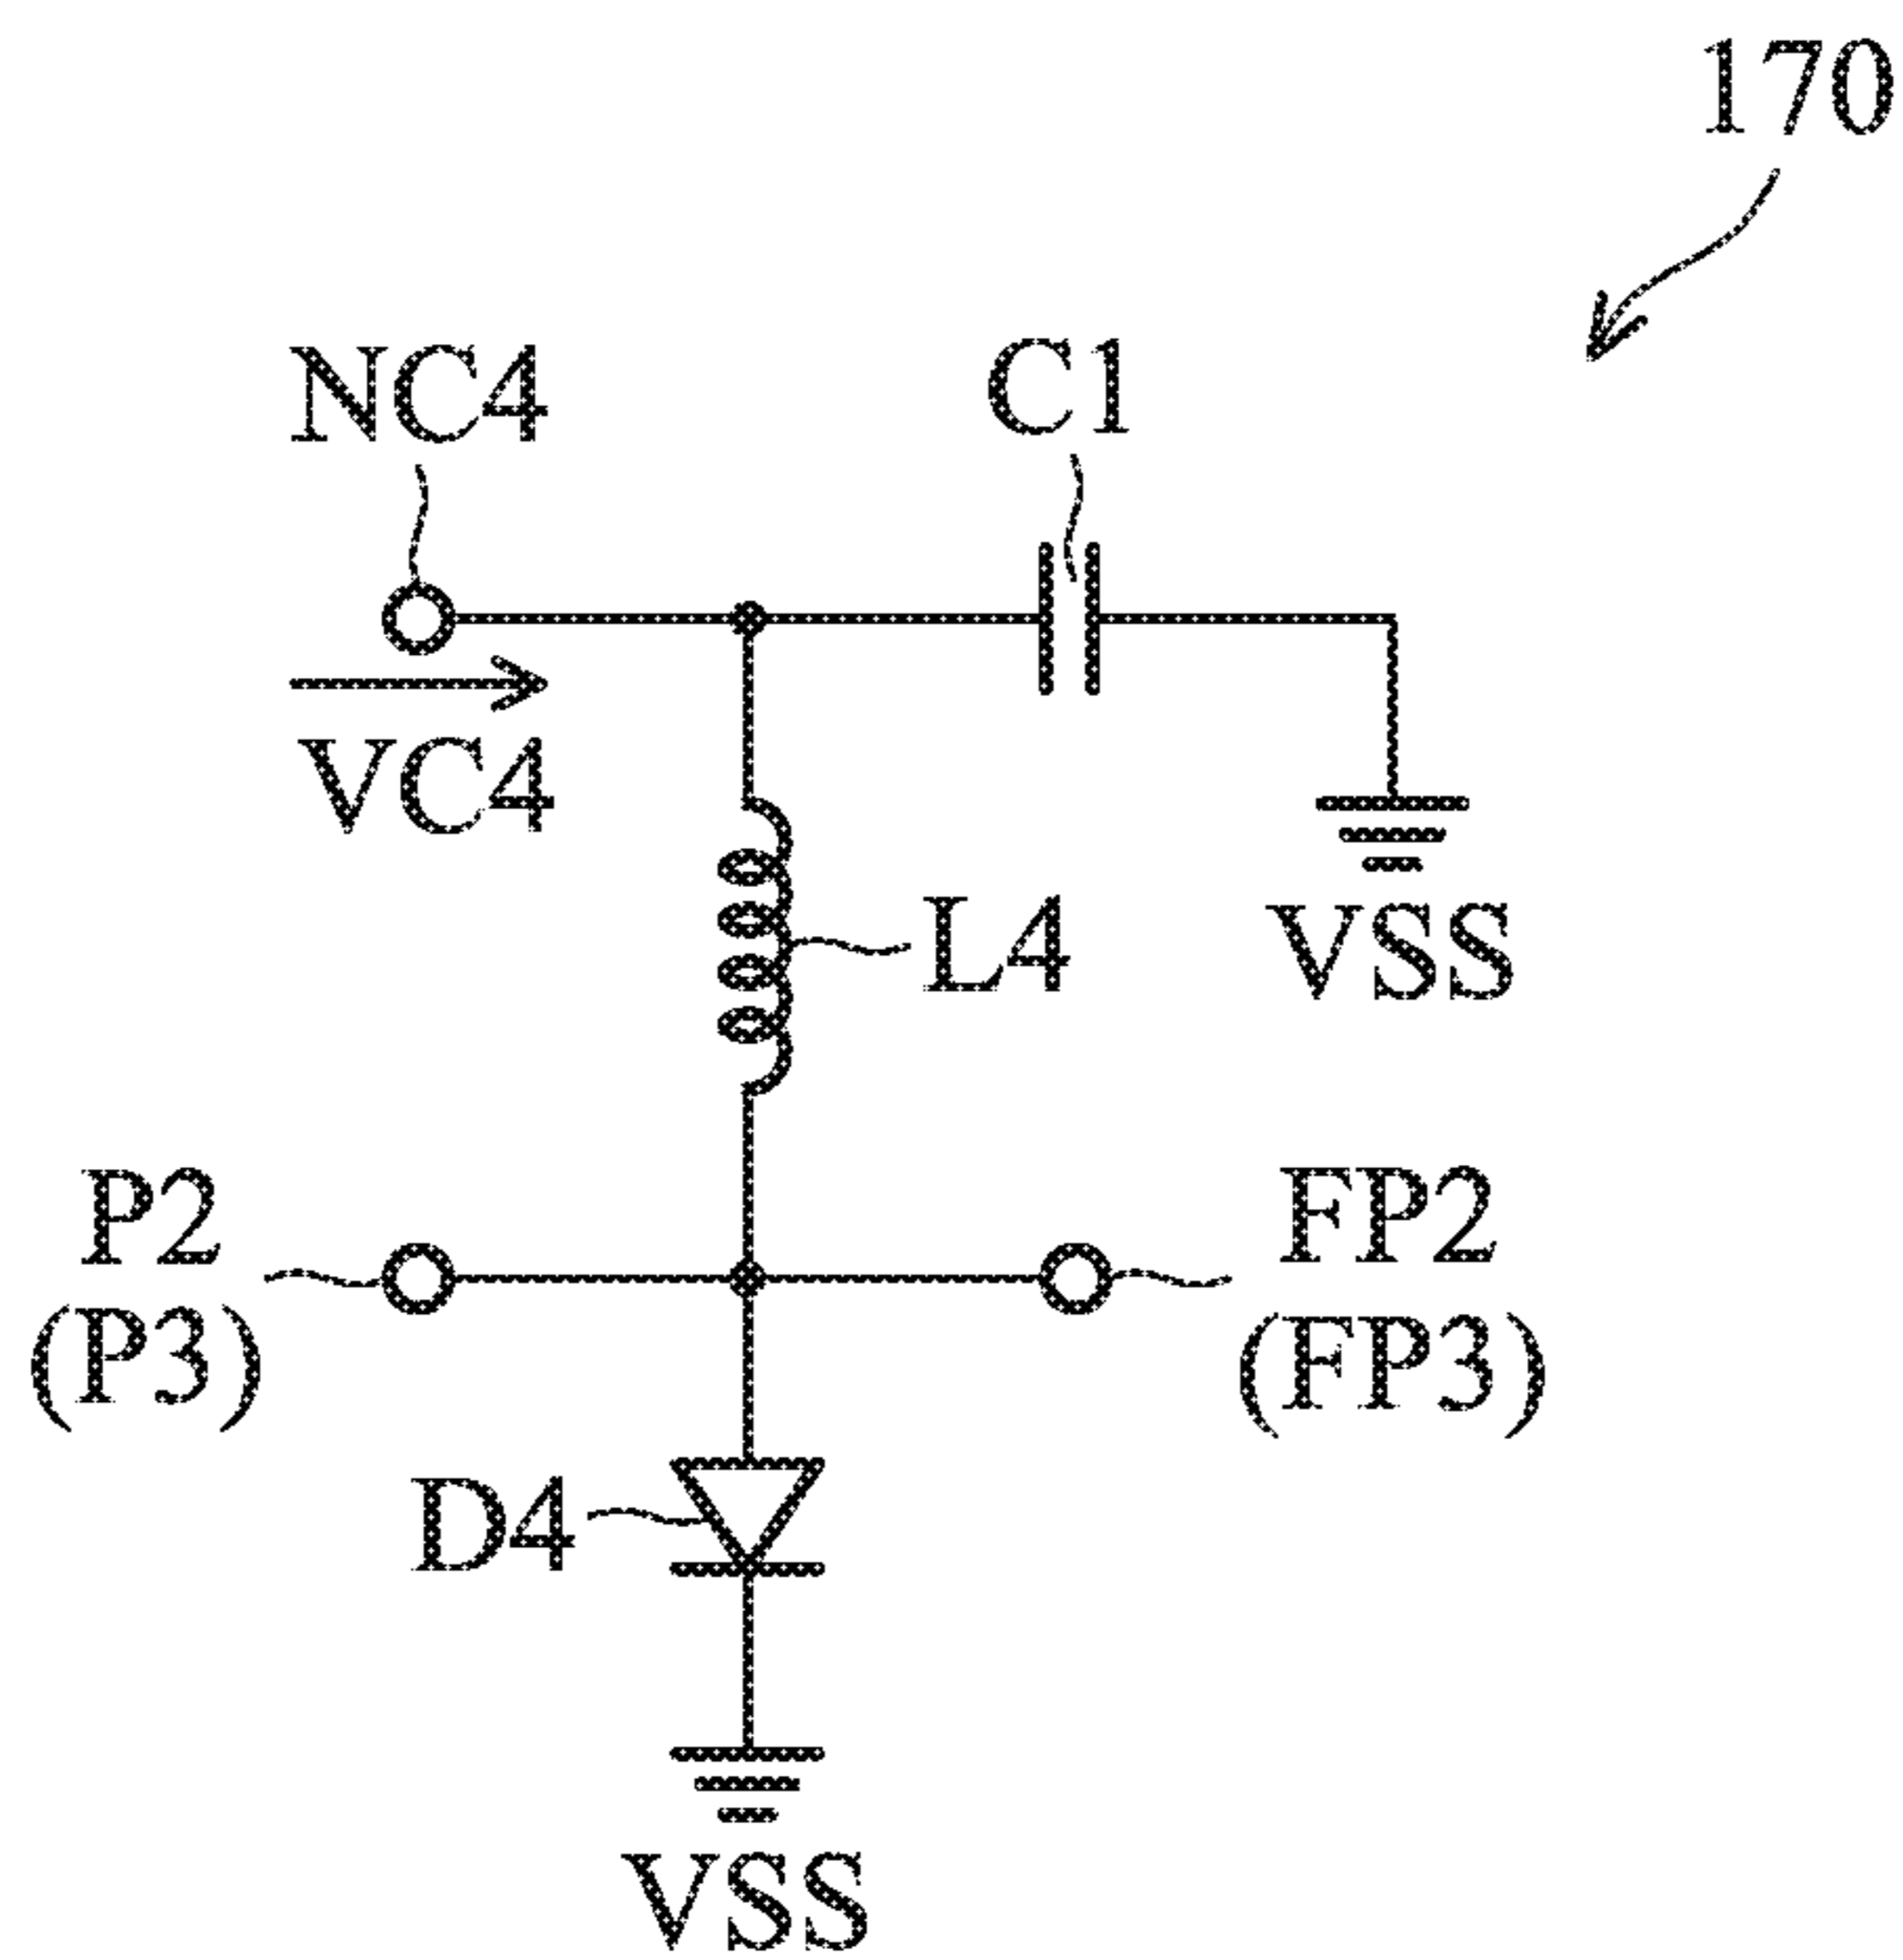 170
NC4
C1
VC4
L4
VSS
P2
(P3)
FP2
(FP3)
D4
VSS